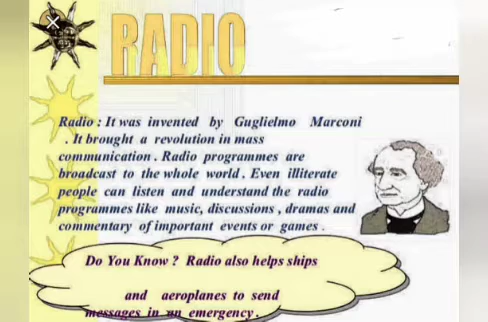 RADIO
Radio : It was invented by Guglielmo Marconi
. It brought a revolution in mass
communication . Radio programmes are
broadcast to the whole world . Even illiterate
people can listen and understand the radio
programmes like music, discussions , dramas and
commentary of important events or games .
Do You Know ? Radio also helps ships
and aeroplanes to send
messages in an emergency .